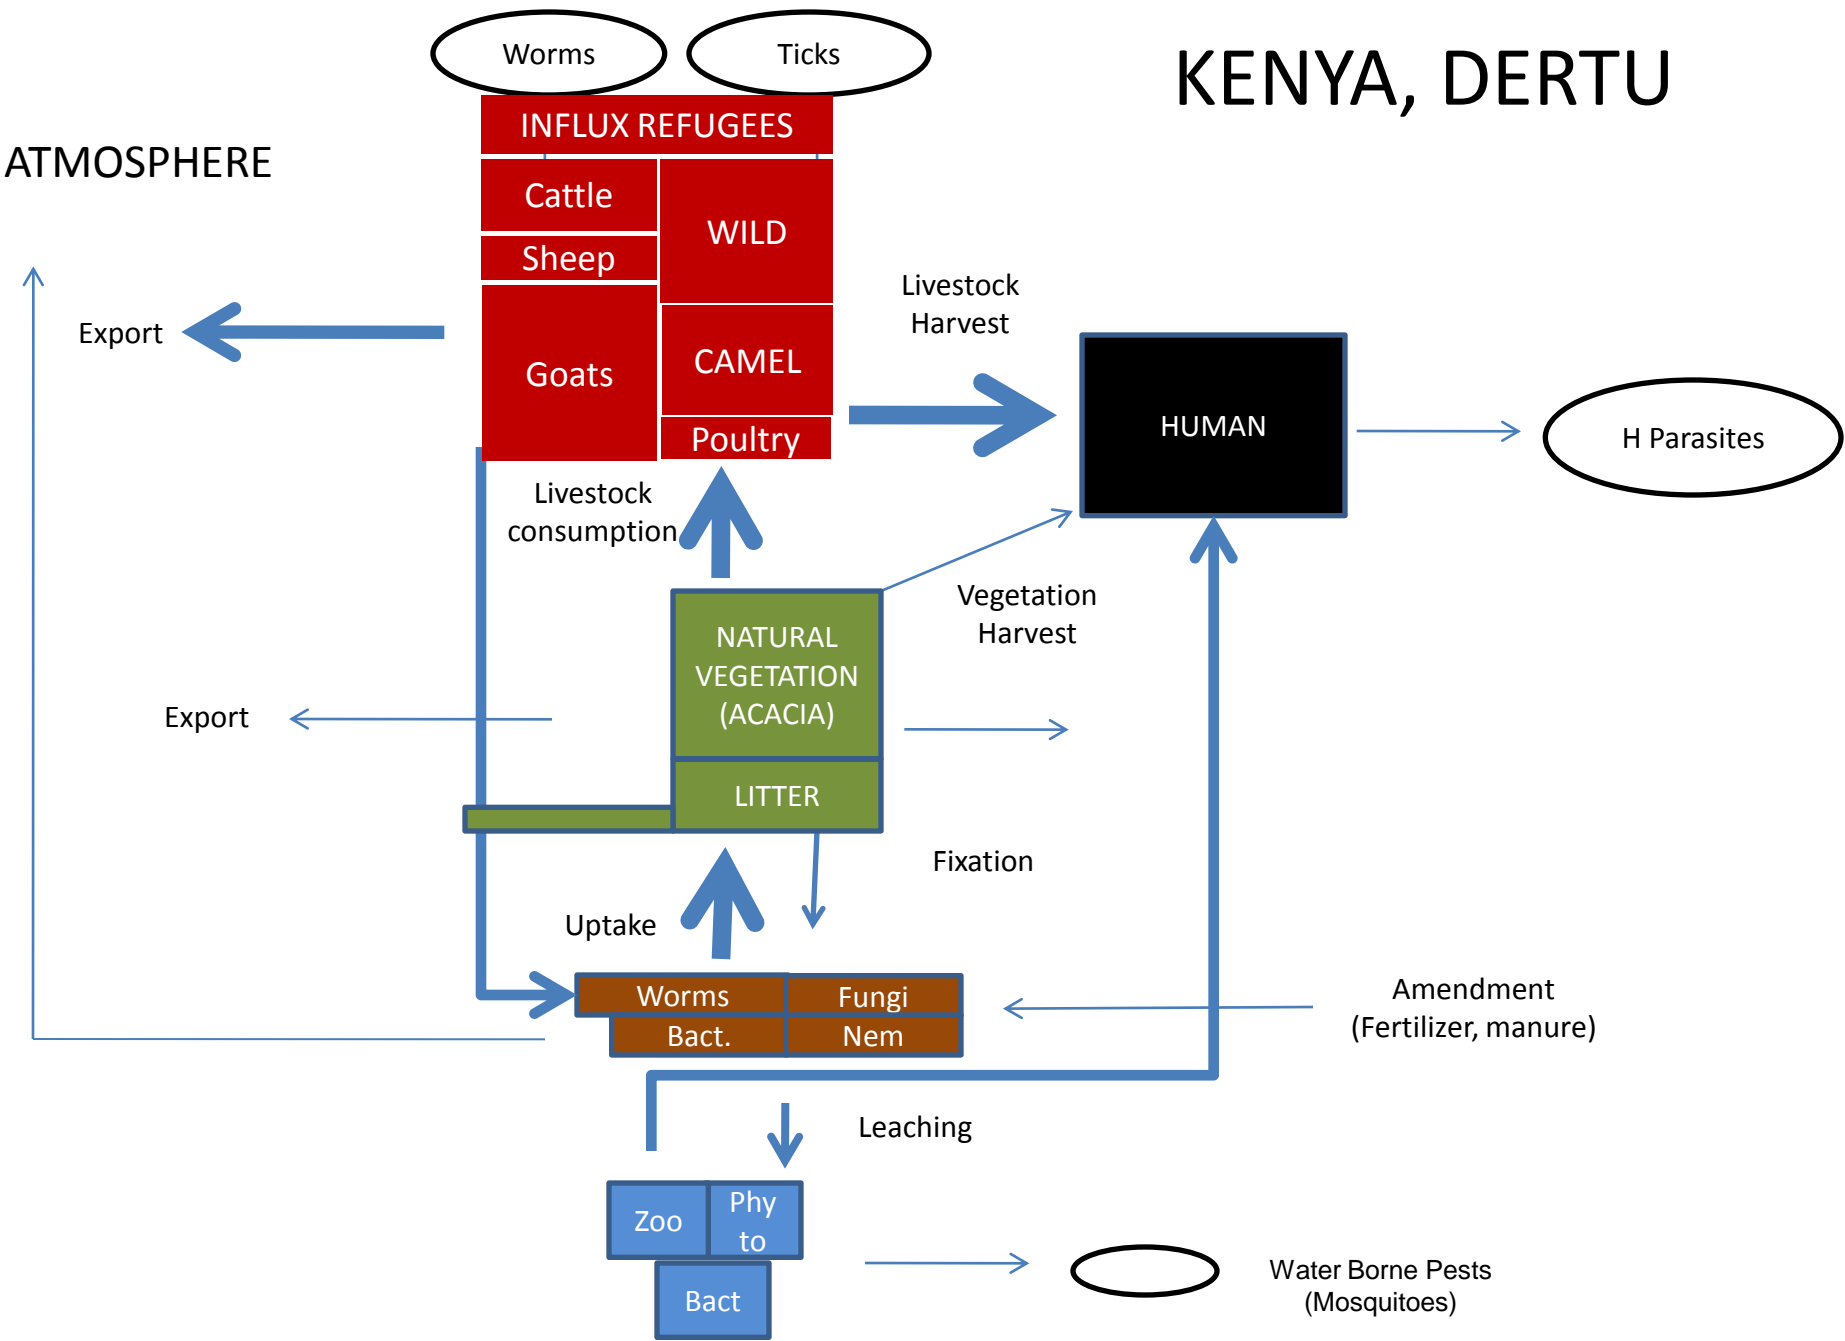 Worms
Ticks
KENYA, DERTU
INFLUX REFUGEES
ATMOSPHERE
Cattle
WILD
Sheep
Livestock
Harvest
Export
Goats
CAMEL
HUMAN
Poultry
H Parasites
Livestock
consumption
Vegetation
Harvest
NATURAL
VEGETATION
(ACACIA)
Export
LITTER
Fixation
Uptake
Worms
Fungi
Bact.
Nem
Amendment
(Fertilizer, manure)
Leaching
Zoo
Phy
to
Bact
Water Borne Pests
(Mosquitoes)